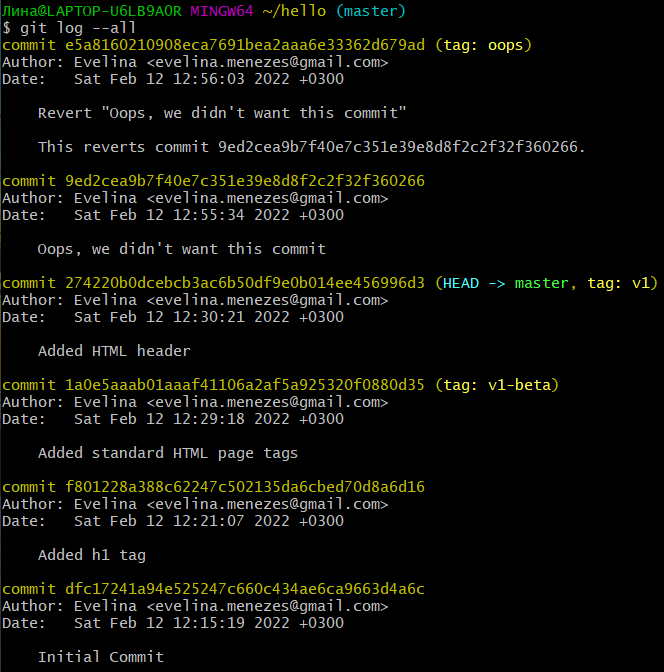 Лина@LAPTOP-U6LB9AOR MINGW64 ~/hello (master)
$ git log --all
commit e5a8160210908eca7691bea2aaa6e33362d679ad (tag: oops)
Author: Evelina <evelina.menezes@gmail.com>
Date:   Sat Feb 12 12:56:03 2022 +0300
Revert "Oops, we didn't want this commit"
This reverts commit 9ed2cea9b7f40e7c351e39e8d8f2c2f32f360266.
commit 9ed2cea9b7f40e7c351e39e8d8f2c2f32f360266
Author: Evelina <evelina.menezes@gmail.com>
Date:   Sat Feb 12 12:55:34 2022 +0300
Oops, we didn't want this commit
commit 274220b0dcebcb3ac6b50df9e0b014ee456996d3 (HEAD -> master, tag: v1)
Author: Evelina <evelina.menezes@gmail.com>
Date:   Sat Feb 12 12:30:21 2022 +0300
Added HTML header
commit 1a0e5aaab01aaaf41106a2af5a925320f0880d35 (tag: v1-beta)
Author: Evelina <evelina.menezes@gmail.com>
Date:   Sat Feb 12 12:29:18 2022 +0300
Added standard HTML page tags
commit f801228a388c62247c502135da6cbed70d8a6d16
Author: Evelina <evelina.menezes@gmail.com>
Date:   Sat Feb 12 12:21:07 2022 +0300
Added h1 tag
commit dfc17241a94e525247c660c434ae6ca9663d4a6c
Author: Evelina <evelina.menezes@gmail.com>
Date:   Sat Feb 12 12:15:19 2022 +0300
Initial Commit